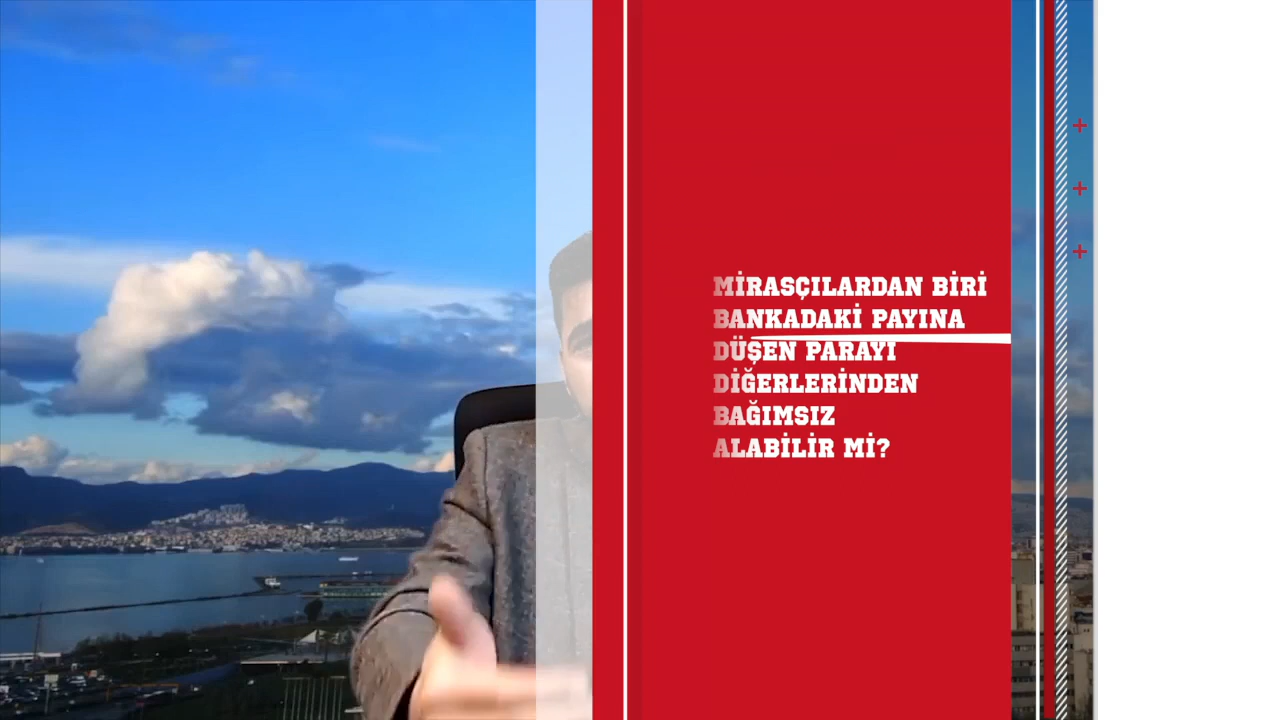 MİRASÇILARDAN BİRİ
BANKADAKİ PAYINA
DÜŞEN PARAYI
DİĞERLERİNDEN
BAĞIMSIZ
ALABİLİR Mİ?